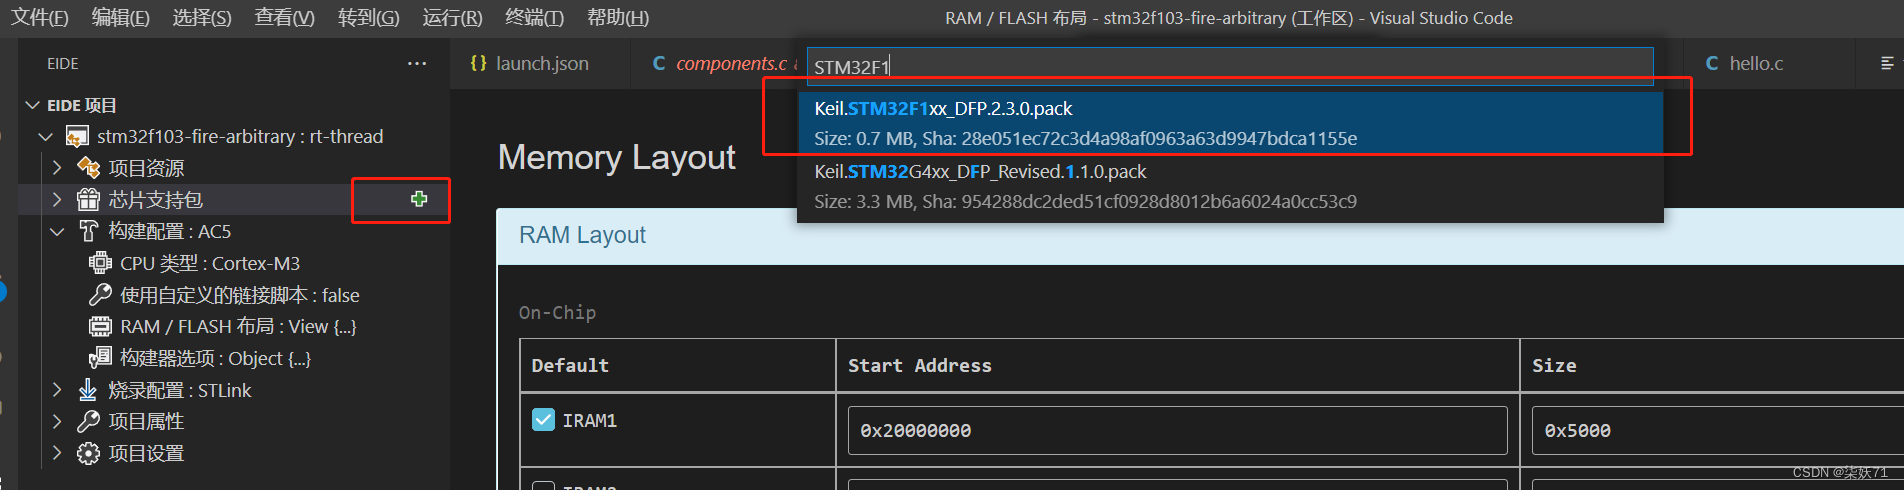 文件(F) 编辑(E) 选择(S) 查看(V) 转到(G) 运行(R) 终端(T) 帮助(H) RAM / FLASH 布局 - stm32f103-fire-arbitrary (工作区) - Visual Studio Code
EIDE ···
{} launch.json
C components.c
STM32F1
C hello.c
EIDE 项目
stm32f103-fire-arbitrary : rt-thread
项目资源
芯片支持包
构建配置 : AC5
CPU 类型 : Cortex-M3
使用自定义的链接脚本 : false
RAM / FLASH 布局 : View {...}
构建器选项 : Object {...}
烧录配置 : STLink
项目属性
项目设置
Keil.STM32F1xx_DFP.2.3.0.pack
Size: 0.7 MB, Sha: 28e051ec72c3d4a98af0963a63d9947bdca1155e
Keil.STM32G4xx_DFP_Revised.1.1.0.pack
Size: 3.3 MB, Sha: 954288dc2ded51cf0928d8012b6a6024a0cc53c9
Memory Layout
RAM Layout
On-Chip
Default Start Address Size
IRAM1 0x20000000 0x5000
CSDN @柒妖71